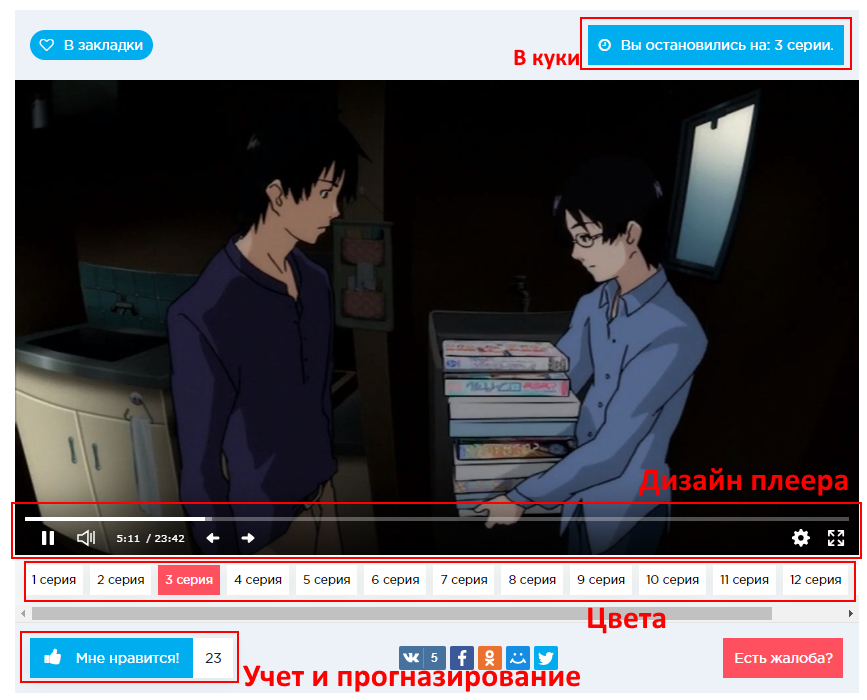 В закладки
Вы остановились на: 3 серии.
В куки
Дизайн плеера
5:11 / 23:42
1 серия 2 серия 3 серия 4 серия 5 серия 6 серия 7 серия 8 серия 9 серия 10 серия 11 серия 12 серия
Цвета
Мне нравится! 23
5
Есть жалоба?
Учет и прогназирование